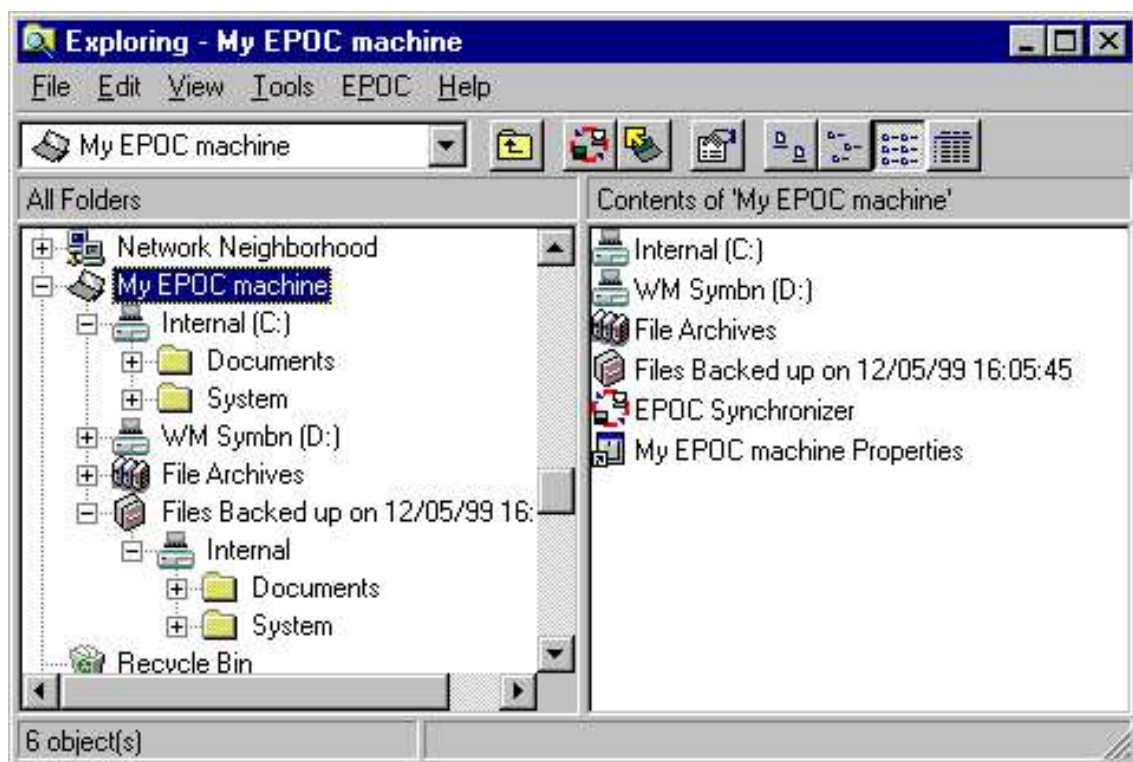 Exploring - My EPOC machine
File Edit View Tools EPOC Help
My EPOC machine
All Folders
Contents of 'My EPOC machine'
Network Neighborhood
My EPOC machine
Internal (C:)
Documents
System
WM Symbn (D:)
File Archives
Files Backed up on 12/05/99 16:
Internal
Documents
System
Recycle Bin
Internal (C:)
WM Symbn (D:)
File Archives
Files Backed up on 12/05/99 16:05:45
EPOC Synchronizer
My EPOC machine Properties
6 object(s)